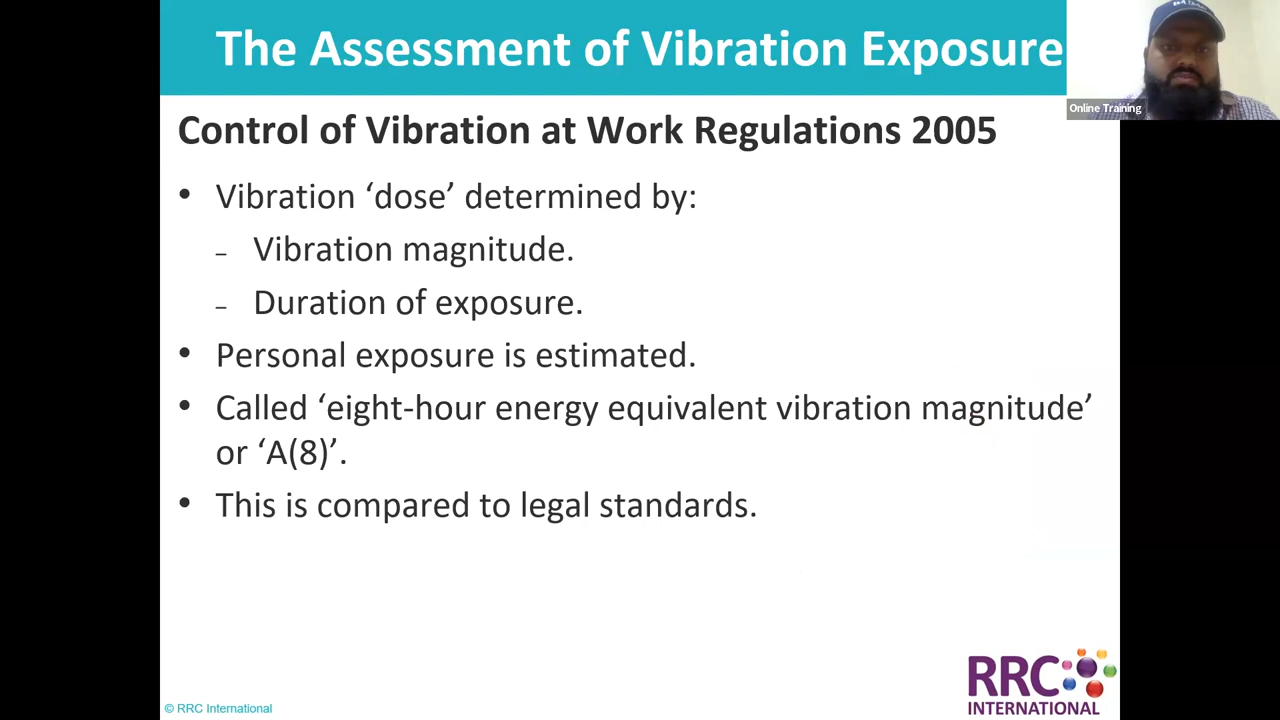 The Assessment of Vibration Exposure
Online Training
Control of Vibration at Work Regulations 2005
• Vibration ‘dose’ determined by:
– Vibration magnitude.
– Duration of exposure.
• Personal exposure is estimated.
• Called ‘eight-hour energy equivalent vibration magnitude’
or ‘A(8)’.
• This is compared to legal standards.
RRC
INTERNATIONAL
© RRC International